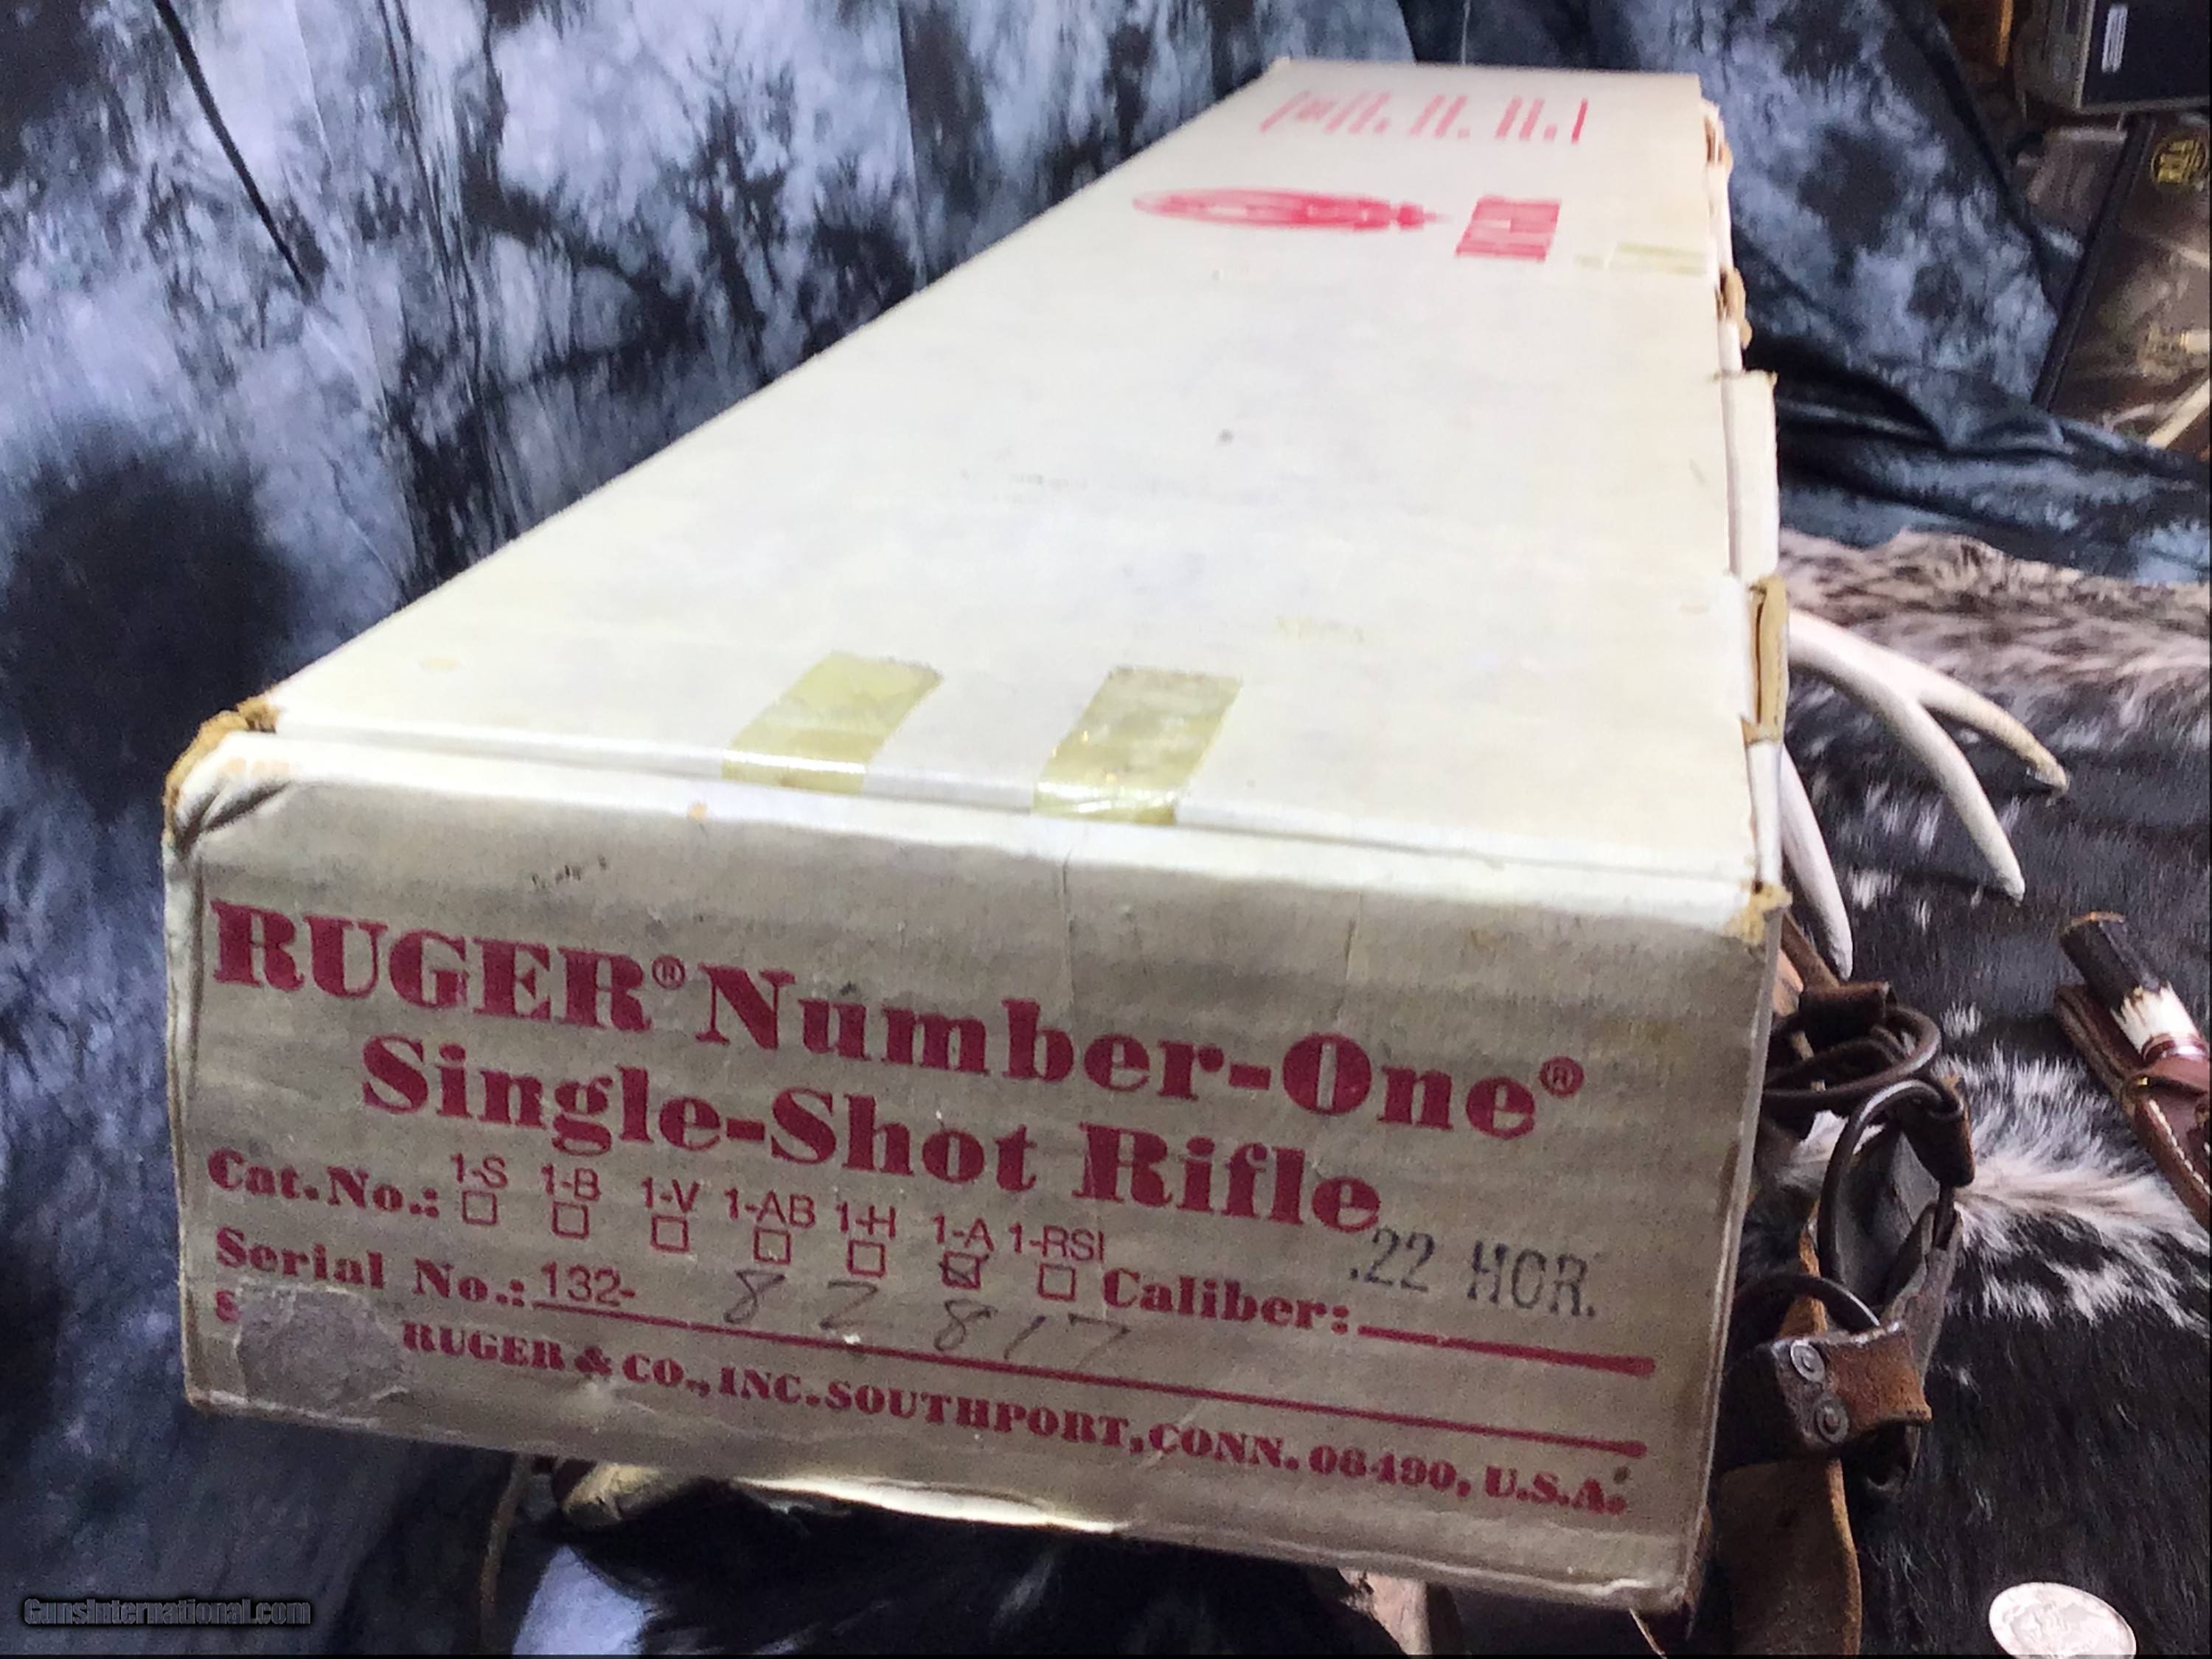 RUGER® Number-One®
Single-Shot Rifle
Cat. No.: 1-S 1-B 1-V 1-AB 1-H 1-A 1-RSI
Caliber: .22 HOR.
Serial No.: 132- 82817
RUGER & CO., INC. SOUTHPORT, CONN. 06490, U.S.A.
GunsInternational.com